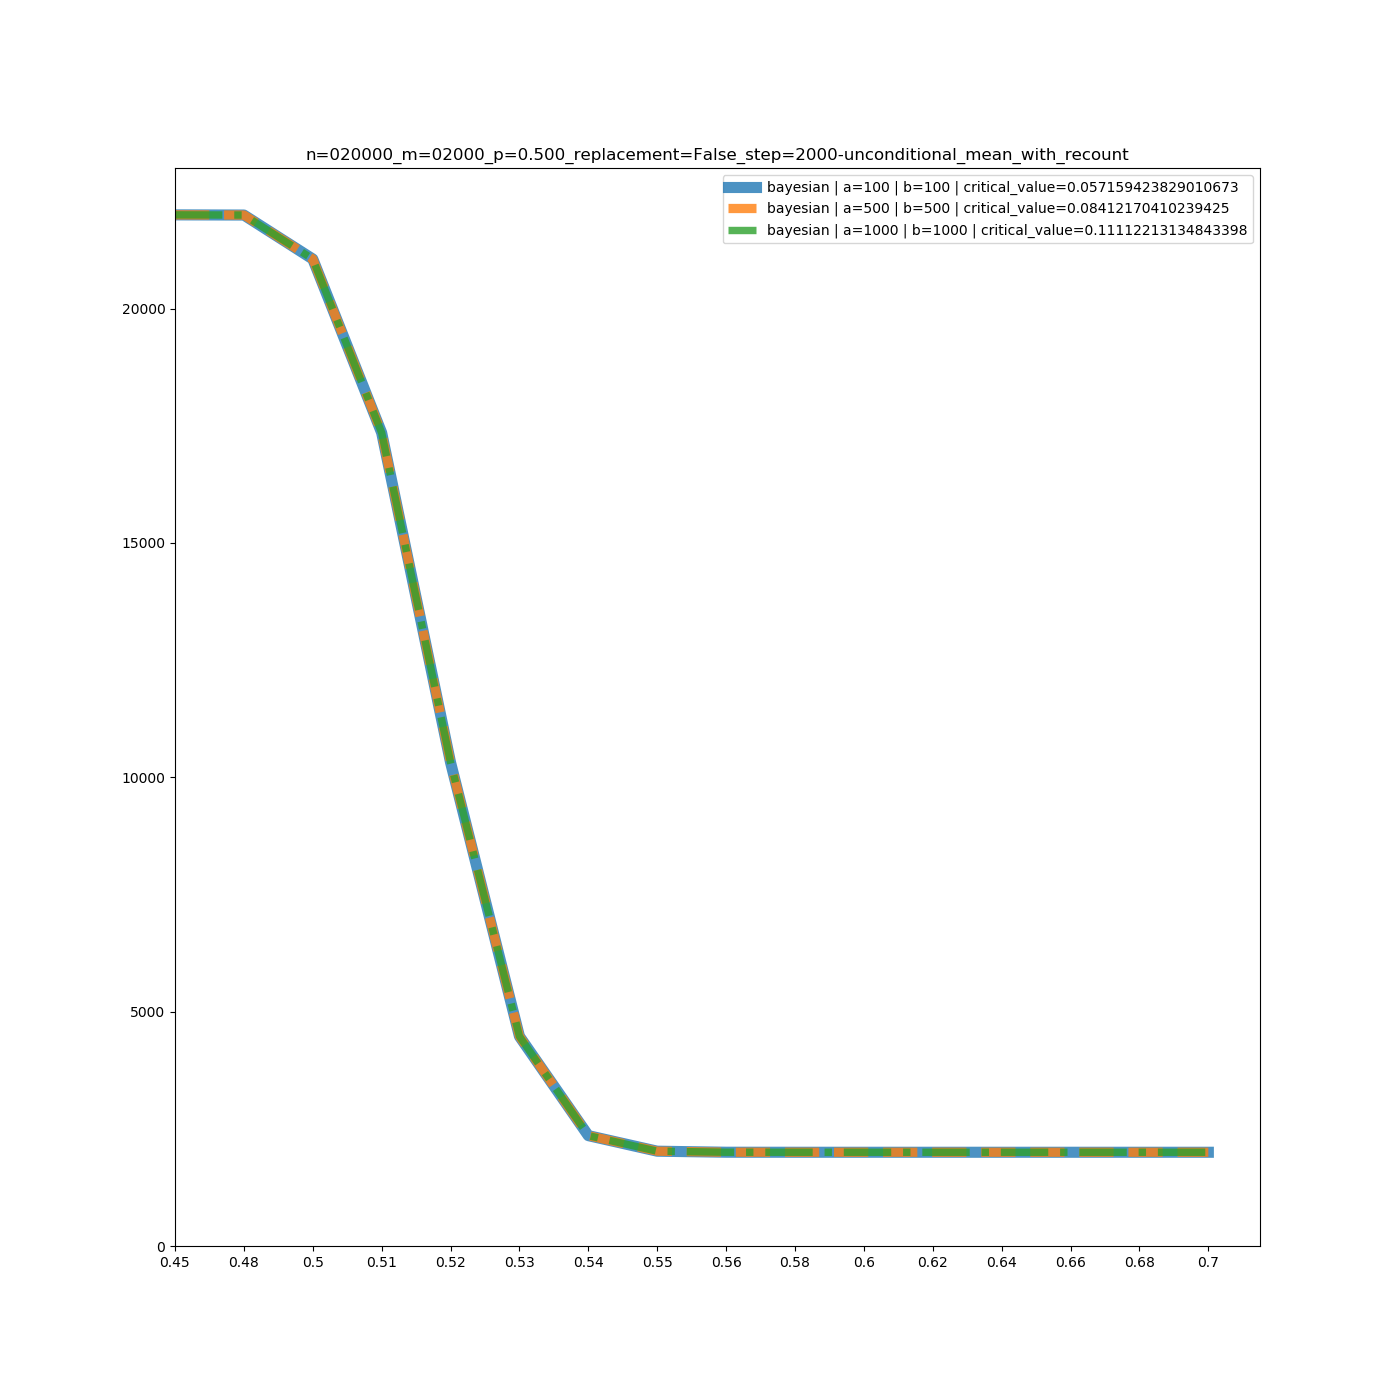 n=020000_m=02000_p=0.500_replacement=False_step=2000-unconditional_mean_with_recount
bayesian | a=100 | b=100 | critical_value=0.057159423829010673
bayesian | a=500 | b=500 | critical_value=0.08412170410239425
bayesian | a=1000 | b=1000 | critical_value=0.11112213134843398
20000
15000
10000
5000
0
0.45 0.48 0.5 0.51 0.52 0.53 0.54 0.55 0.56 0.58 0.6 0.62 0.64 0.66 0.68 0.7